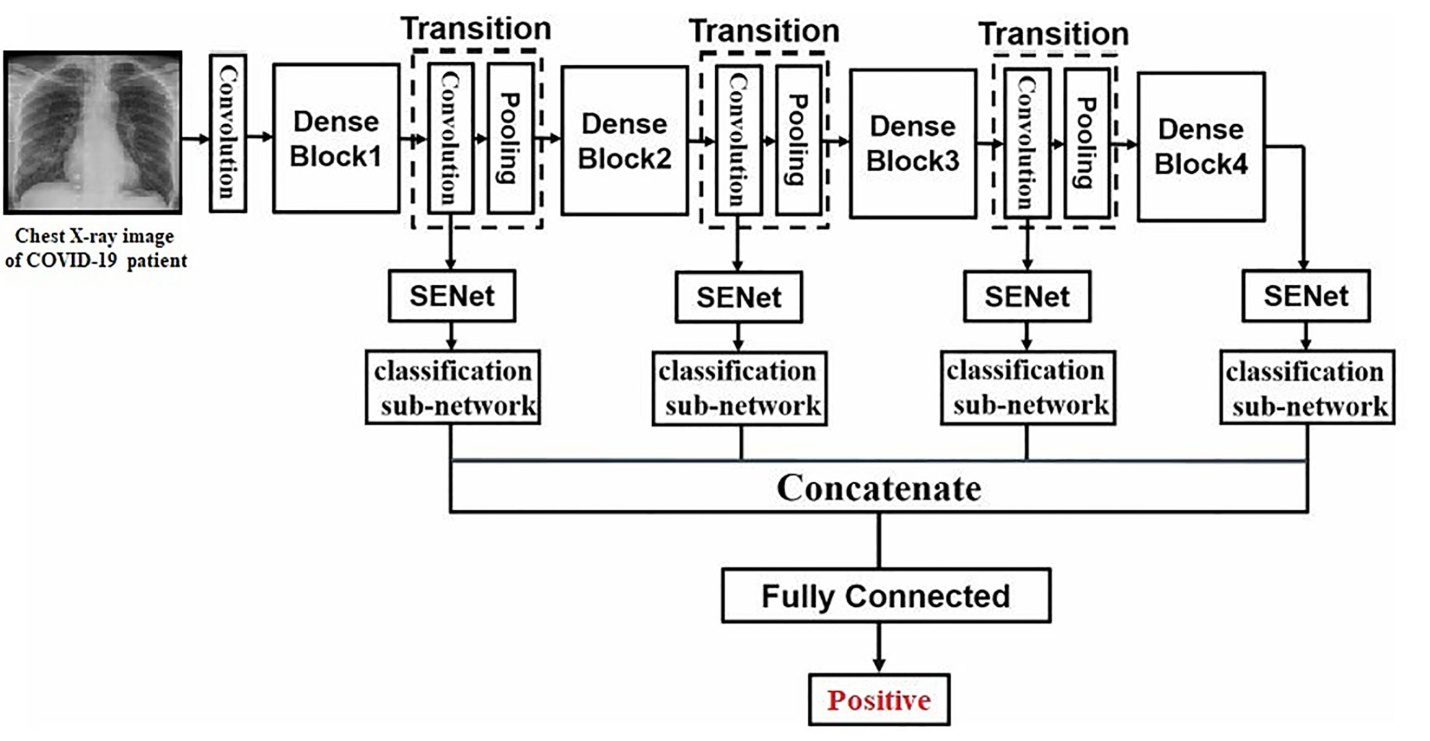 Transition
Transition
Transition
Chest X-ray image
of COVID-19 patient
Convolution
Dense
Block1
Convolution
Pooling
Dense
Block2
Convolution
Pooling
Dense
Block3
Convolution
Pooling
Dense
Block4
SENet
SENet
SENet
SENet
classification
sub-network
classification
sub-network
classification
sub-network
classification
sub-network
Concatenate
Fully Connected
Positive